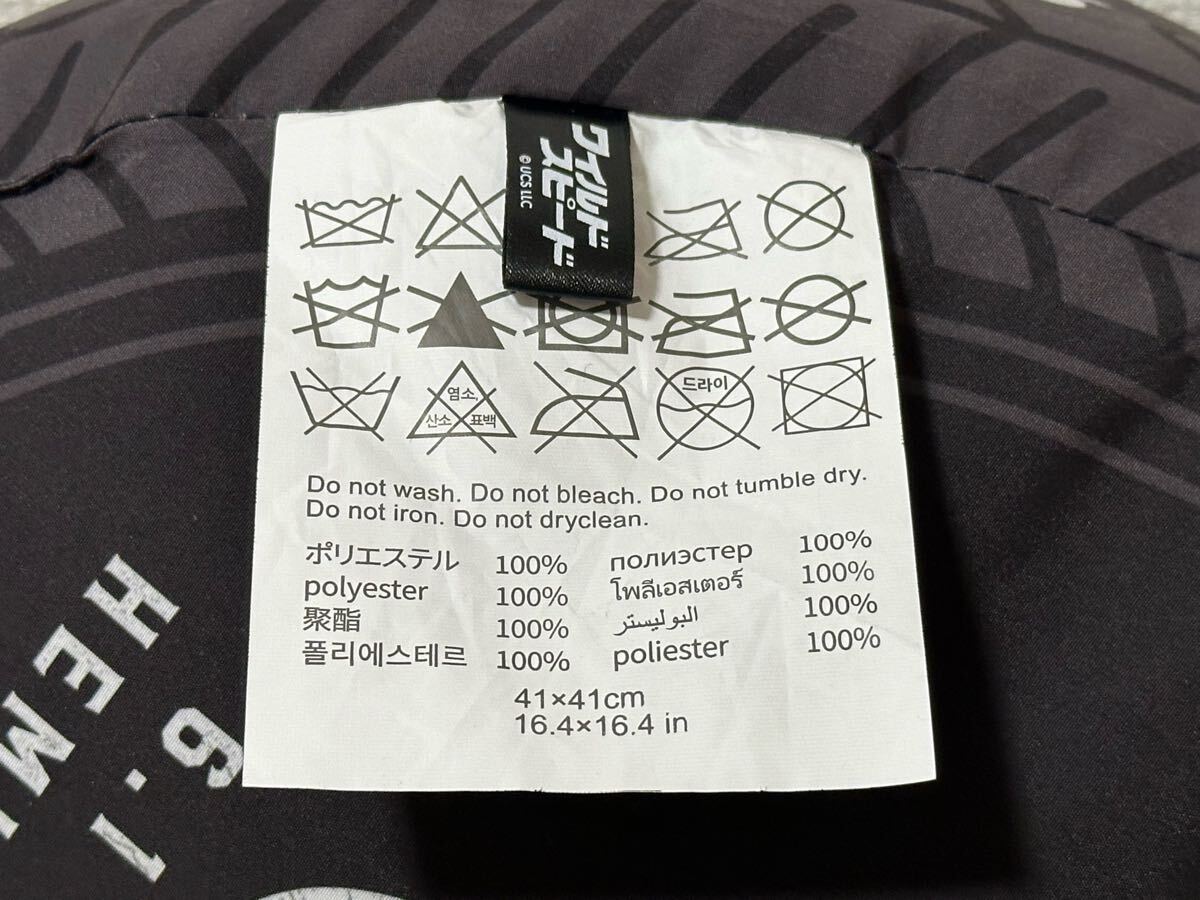 ワイルド
スピード
© UCS LLC
드라이
염소,
산소 표백
Do not wash. Do not bleach. Do not tumble dry.
Do not iron. Do not dryclean.
ポリエステル 100%
polyester 100%
聚酯 100%
폴리에스테르 100%
полиэстер 100%
โพลีเอสเตอร์ 100%
البوليستر 100%
poliester 100%
41×41cm
16.4×16.4 in
6.1
HEMI